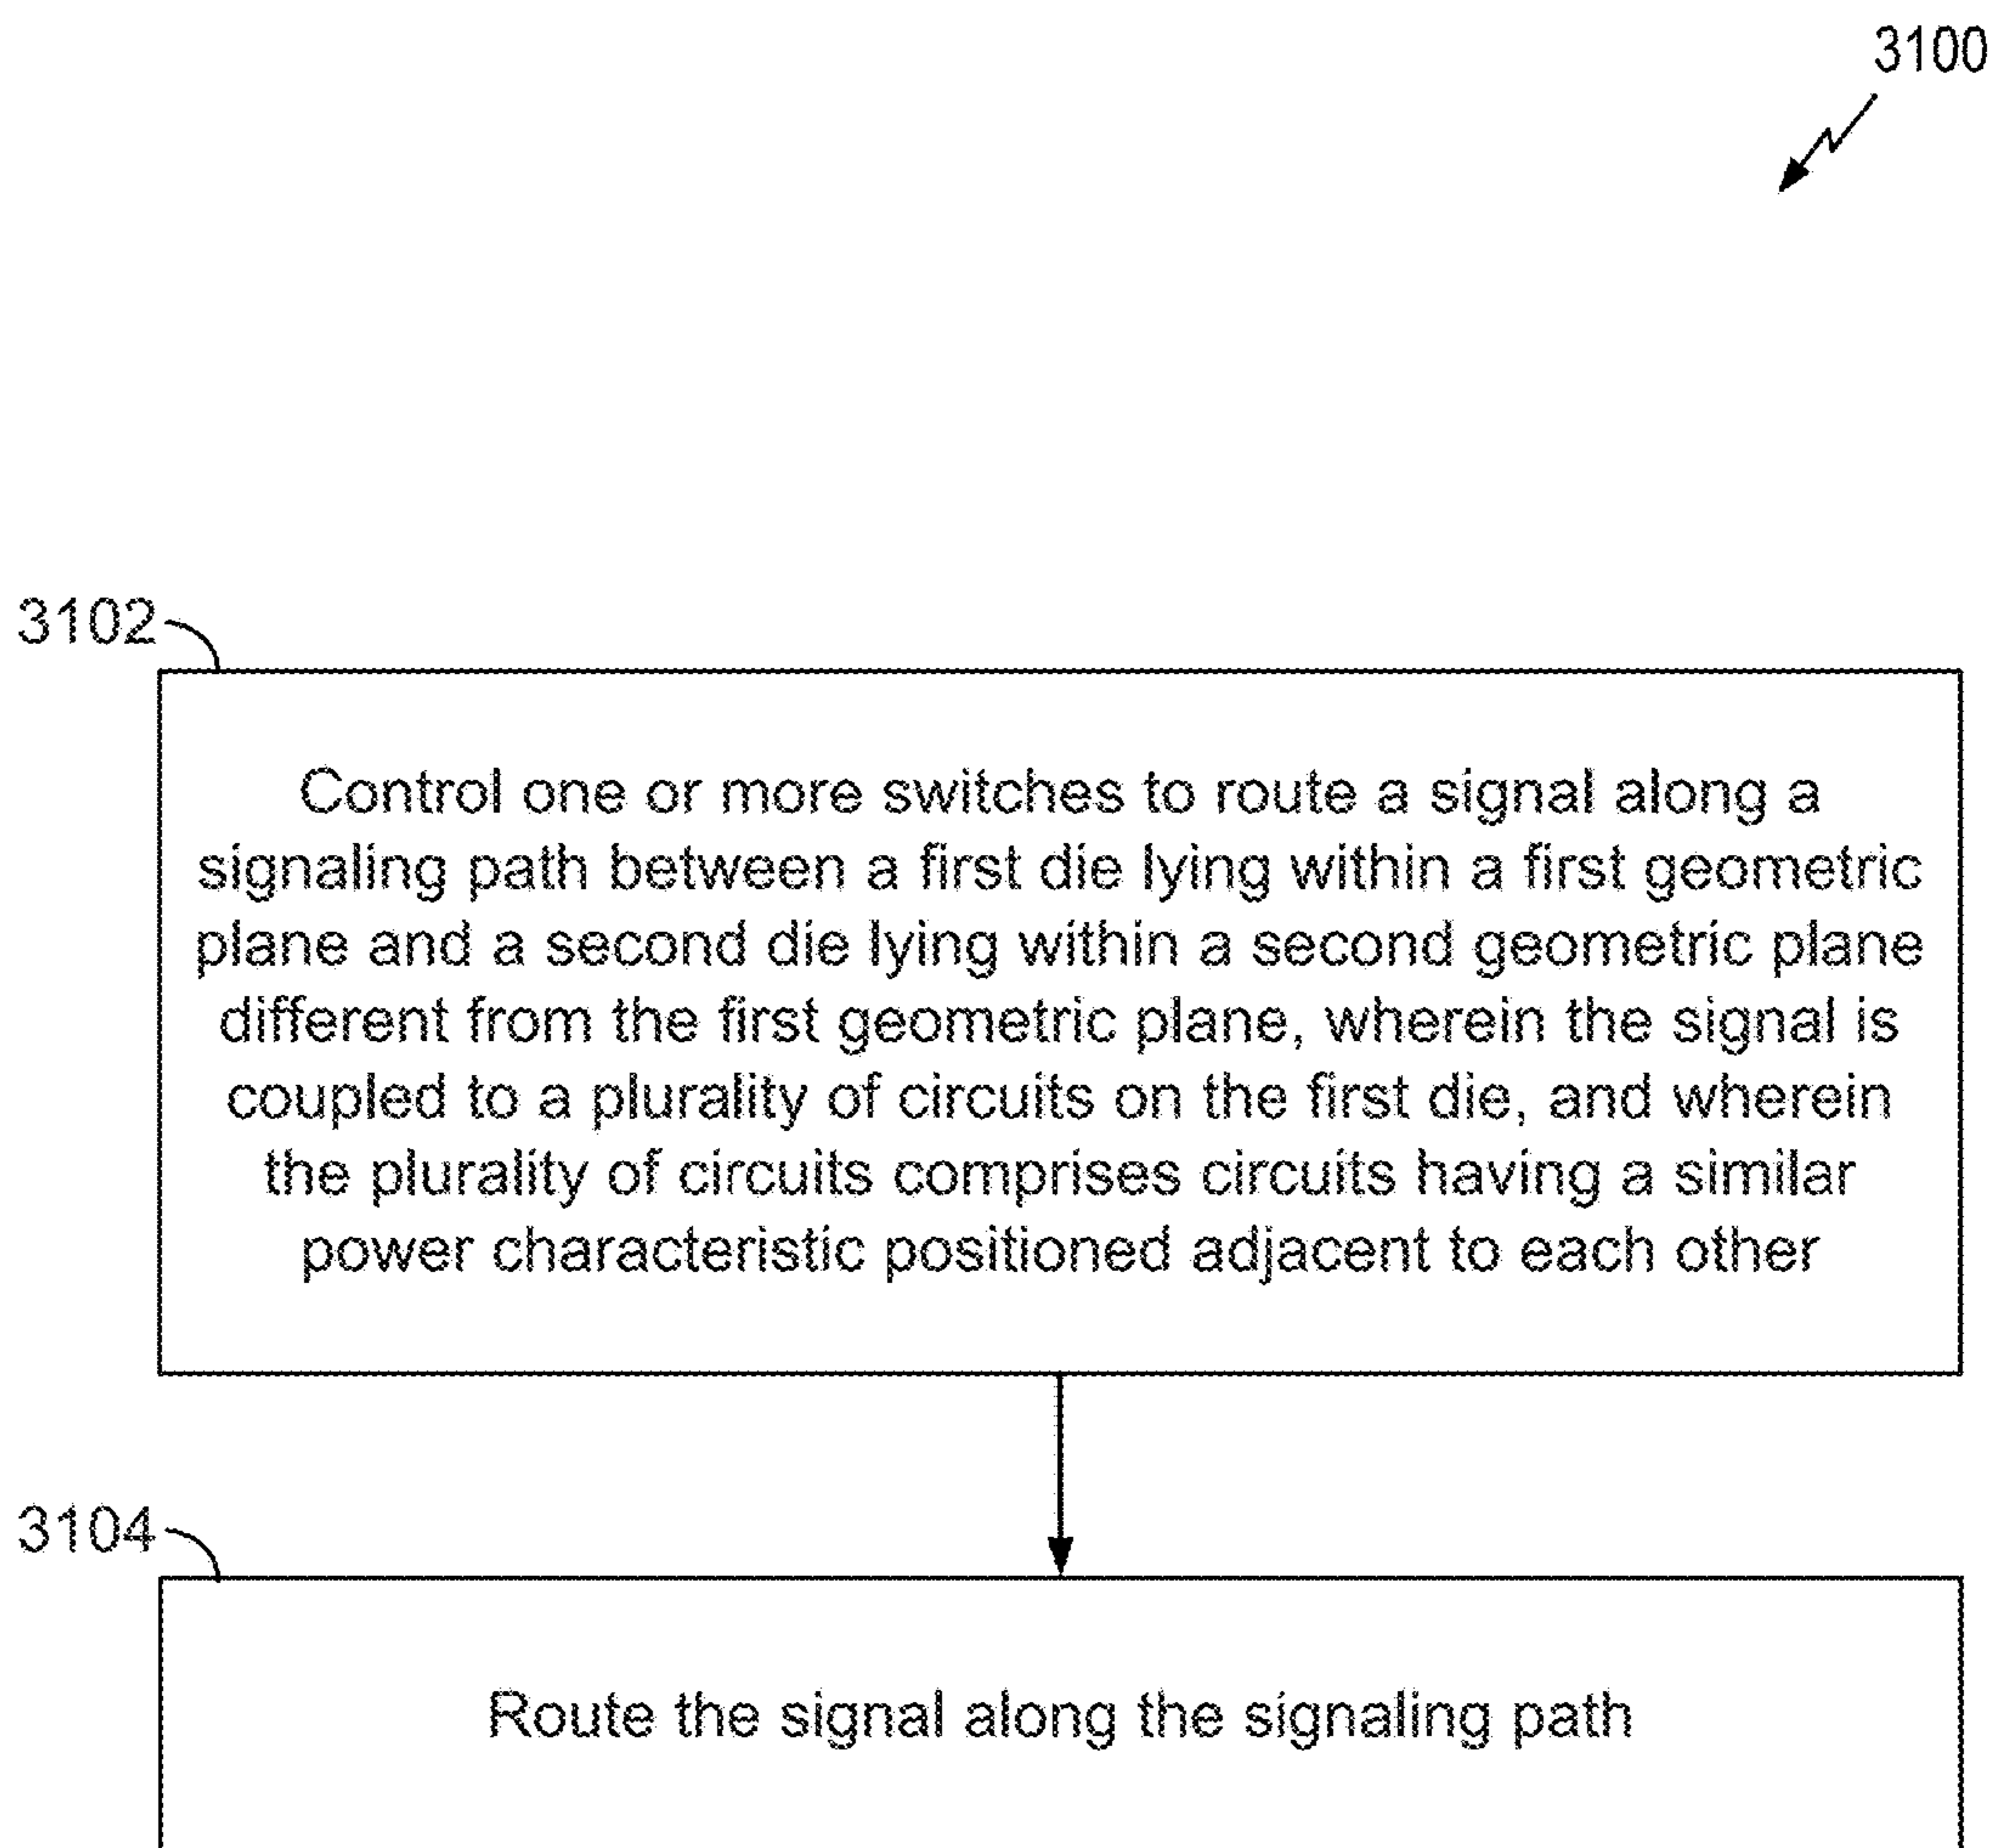 3100
3102
Control one or more switches to route a signal along a
signaling path between a first die lying within a first geometric
plane and a second die lying within a second geometric plane
different from the first geometric plane, wherein the signal is
coupled to a plurality of circuits on the first die, and wherein
the plurality of circuits comprises circuits having a similar
power characteristic positioned adjacent to each other
3104
Route the signal along the signaling path